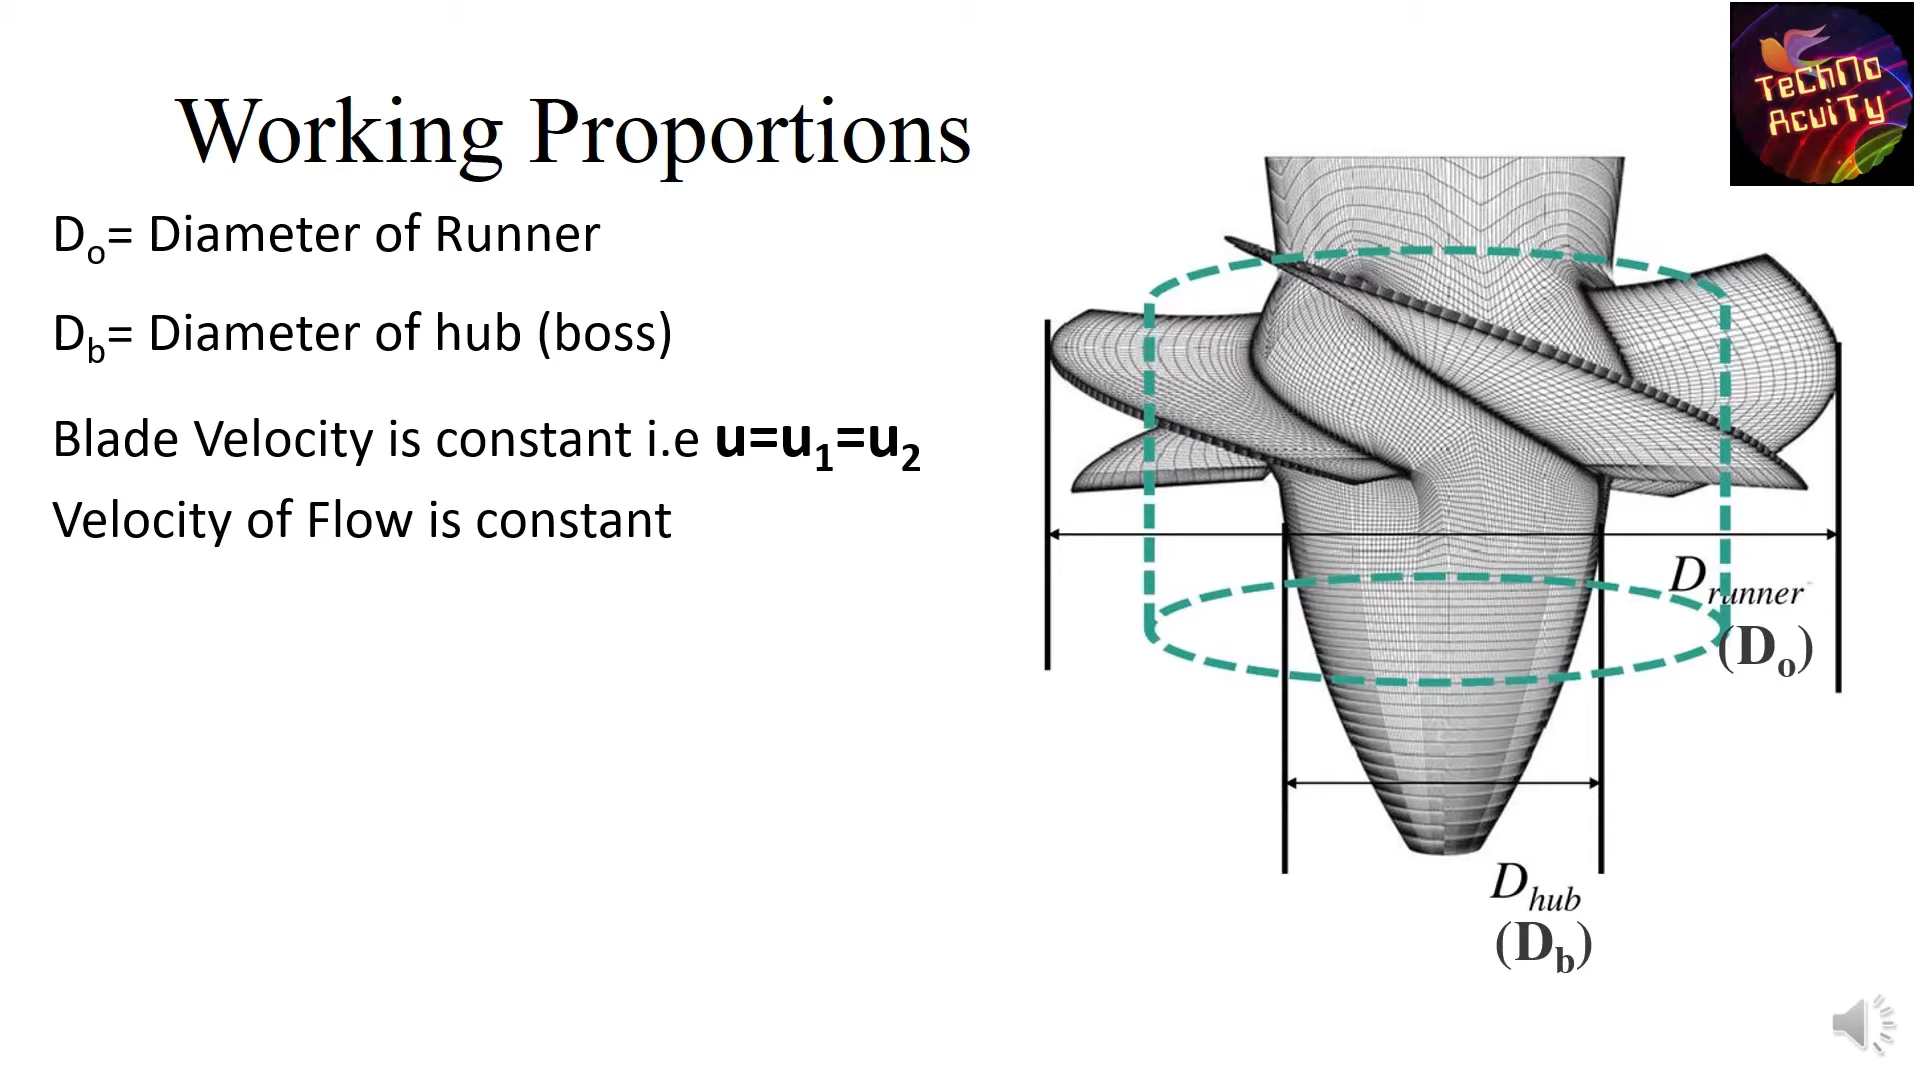 TeChNo
AcuiTy
Working Proportions
Do= Diameter of Runner
Db= Diameter of hub (boss)
Blade Velocity is constant i.e u=u1=u2
Velocity of Flow is constant
Drunner
(Do)
Dhub
(Db)